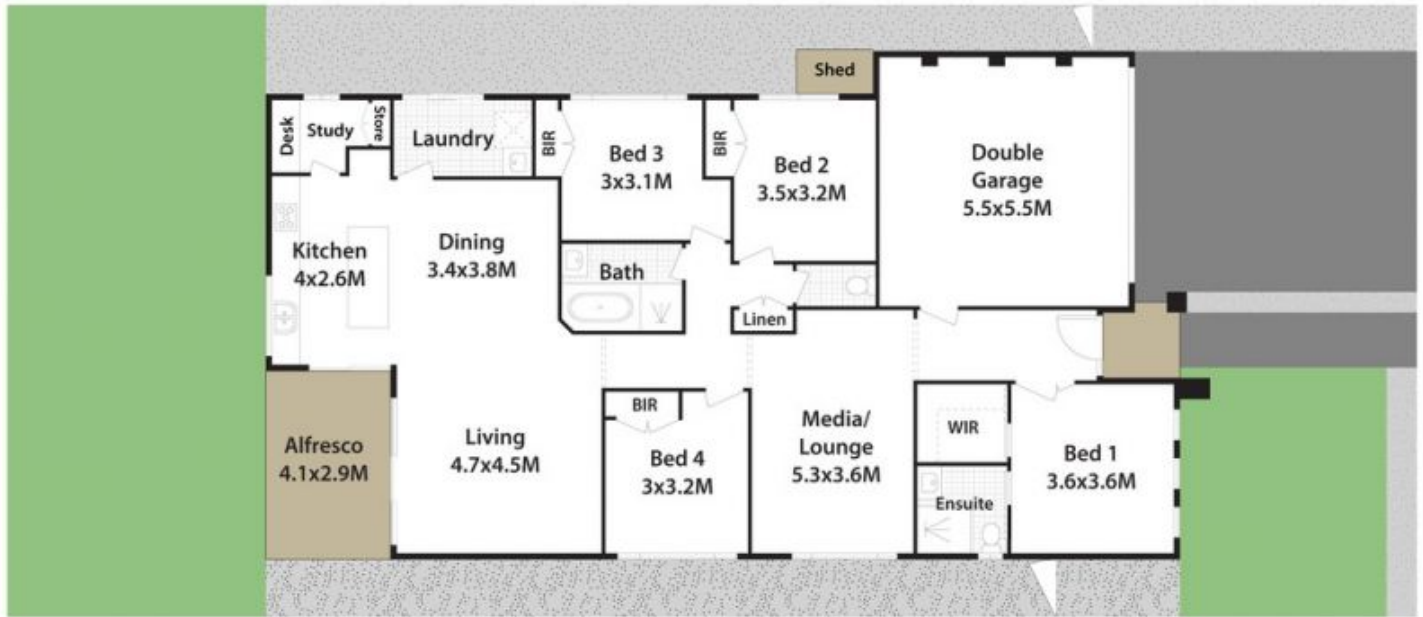 Shed
Desk
Study
Store
Laundry
BIR
Bed 3
3x3.1M
BIR
Bed 2
3.5x3.2M
Double
Garage
5.5x5.5M
Kitchen
4x2.6M
Dining
3.4x3.8M
Bath
Linen
Alfresco
4.1x2.9M
Living
4.7x4.5M
BIR
Bed 4
3x3.2M
Media/
Lounge
5.3x3.6M
WIR
Ensuite
Bed 1
3.6x3.6M